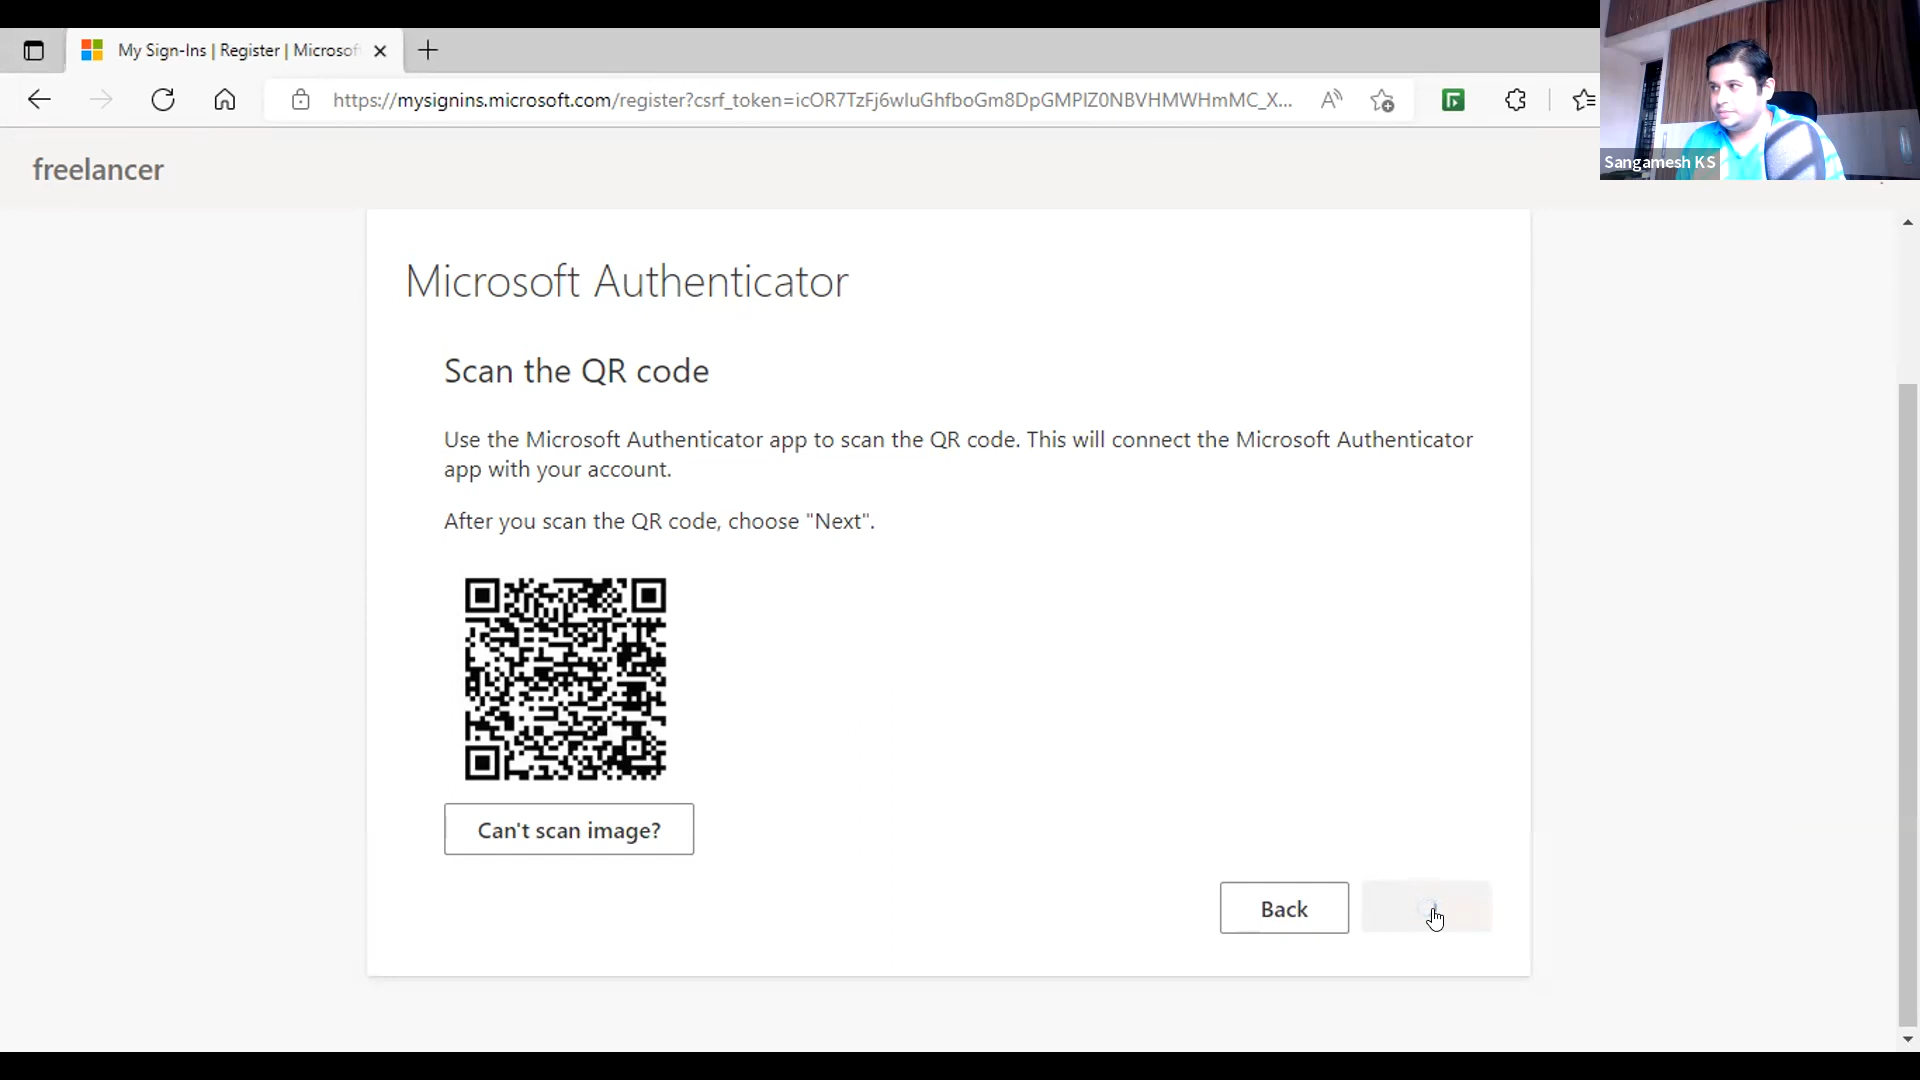 My Sign-Ins | Register | Microsof
https://mysignins.microsoft.com/register?csrf_token=icOR7TzFj6wIuGhfboGm8DpGMPlZ0NBVHMWHmMC_X...
Sangamesh KS
freelancer
Microsoft Authenticator
Scan the QR code
Use the Microsoft Authenticator app to scan the QR code. This will connect the Microsoft Authenticator
app with your account.
After you scan the QR code, choose "Next".
Can't scan image?
Back